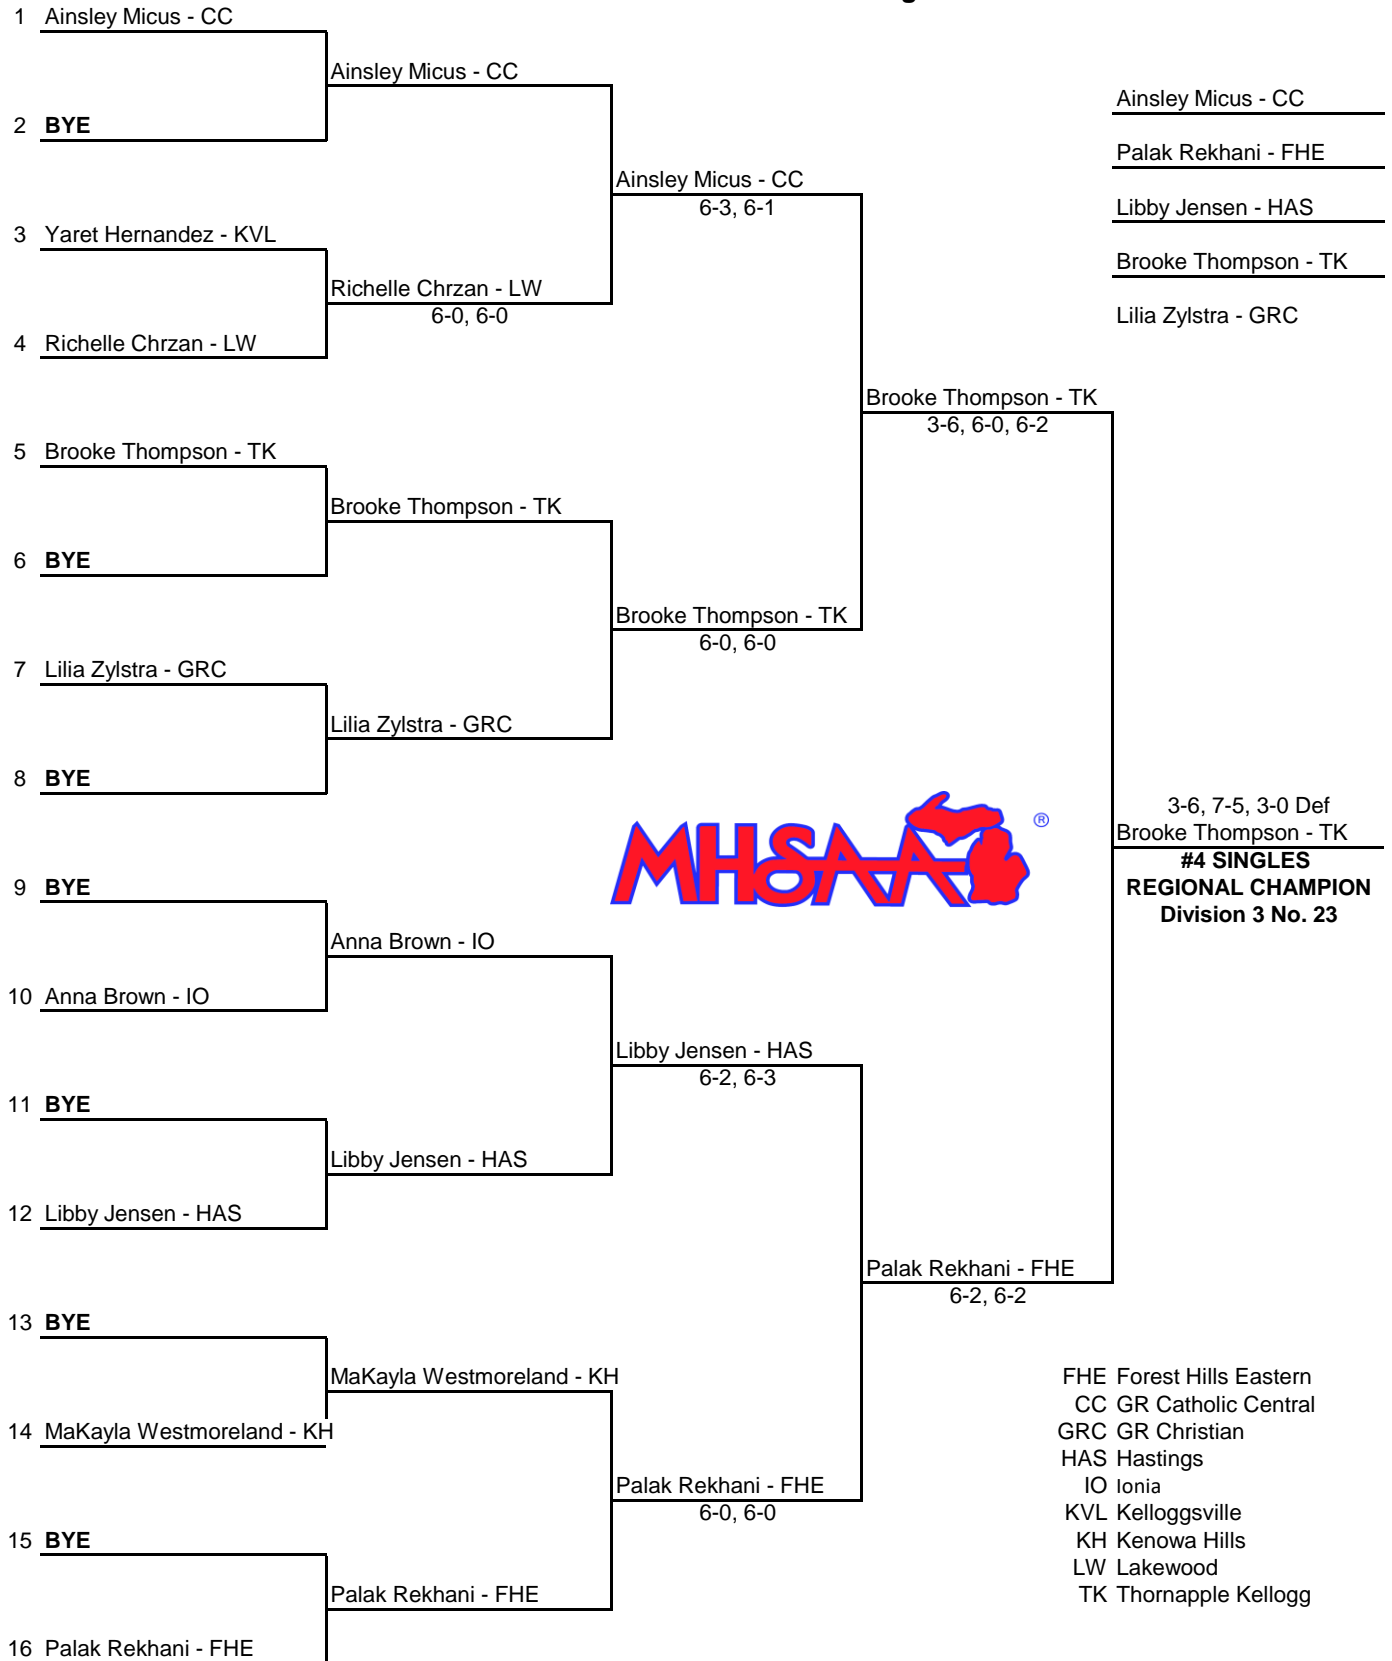 1 Ainsley Micus - CC
Ainsley Micus - CC
2 BYE
Ainsley Micus - CC
6-3, 6-1
3 Yaret Hernandez - KVL
Richelle Chrzan - LW
6-0, 6-0
4 Richelle Chrzan - LW
Brooke Thompson - TK
3-6, 6-0, 6-2
5 Brooke Thompson - TK
Brooke Thompson - TK
6 BYE
Brooke Thompson - TK
6-0, 6-0
7 Lilia Zylstra - GRC
Lilia Zylstra - GRC
8 BYE
Ainsley Micus - CC
Palak Rekhani - FHE
Libby Jensen - HAS
Brooke Thompson - TK
Lilia Zylstra - GRC
MHSAA ®
3-6, 7-5, 3-0 Def
Brooke Thompson - TK
#4 SINGLES
REGIONAL CHAMPION
Division 3 No. 23
9 BYE
Anna Brown - IO
10 Anna Brown - IO
Libby Jensen - HAS
6-2, 6-3
11 BYE
Libby Jensen - HAS
12 Libby Jensen - HAS
Palak Rekhani - FHE
6-2, 6-2
13 BYE
MaKayla Westmoreland - KH
14 MaKayla Westmoreland - KH
Palak Rekhani - FHE
6-0, 6-0
15 BYE
Palak Rekhani - FHE
16 Palak Rekhani - FHE
FHE Forest Hills Eastern
CC GR Catholic Central
GRC GR Christian
HAS Hastings
IO Ionia
KVL Kelloggsville
KH Kenowa Hills
LW Lakewood
TK Thornapple Kellogg